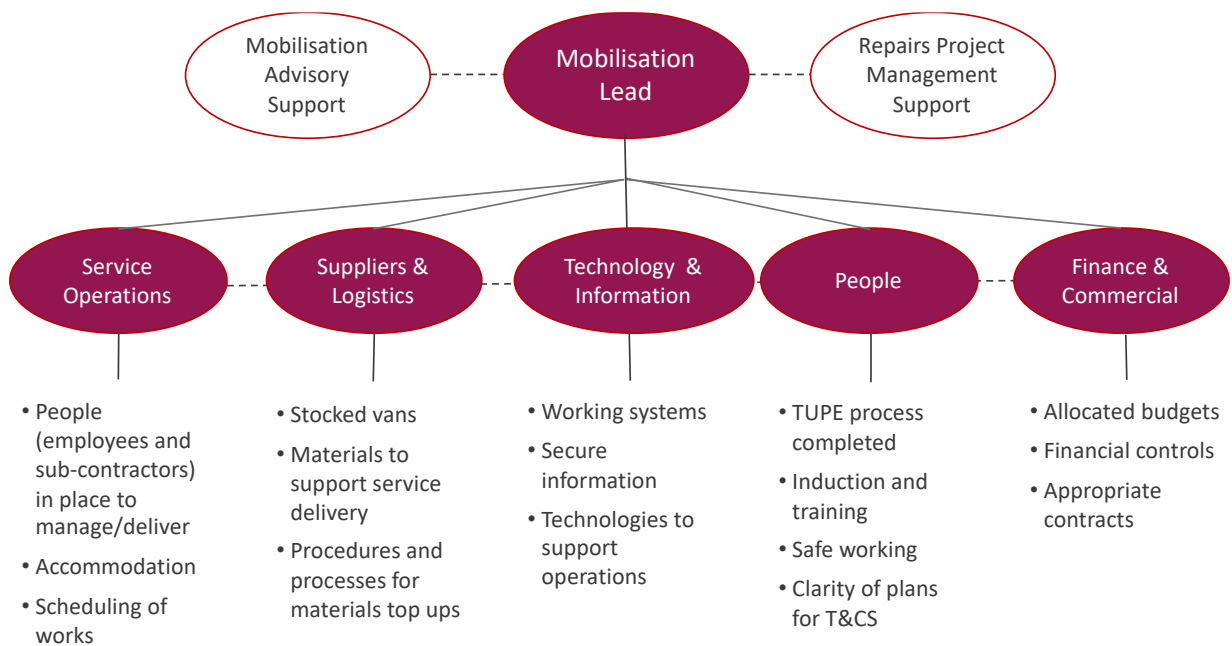 Mobilisation
Advisory
Support
Mobilisation
Lead
Repairs Project
Management
Support
Service
Operations
Suppliers &
Logistics
Technology &
Information
People
Finance &
Commercial
• People
(employees and
sub-contractors)
in place to
manage/deliver
• Accommodation
• Scheduling of
works
• Stocked vans
• Materials to
support service
delivery
• Procedures and
processes for
materials top ups
• Working systems
• Secure
information
• Technologies to
support
operations
• TUPE process
completed
• Induction and
training
• Safe working
• Clarity of plans
for T&CS
• Allocated budgets
• Financial controls
• Appropriate
contracts